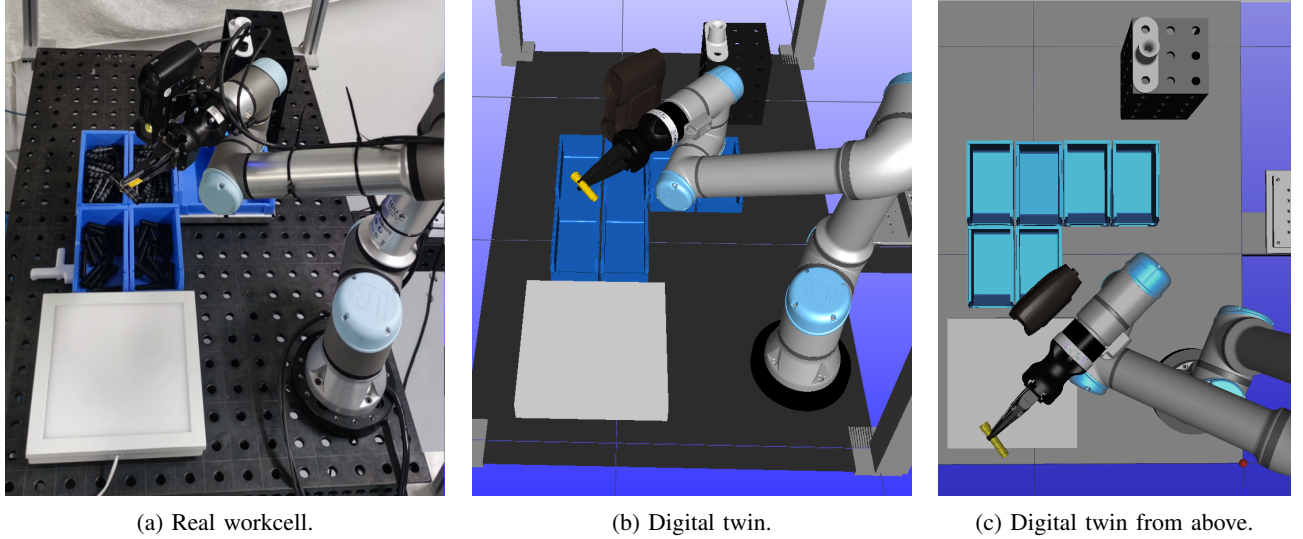 (a) Real workcell.
(b) Digital twin.
(c) Digital twin from above.